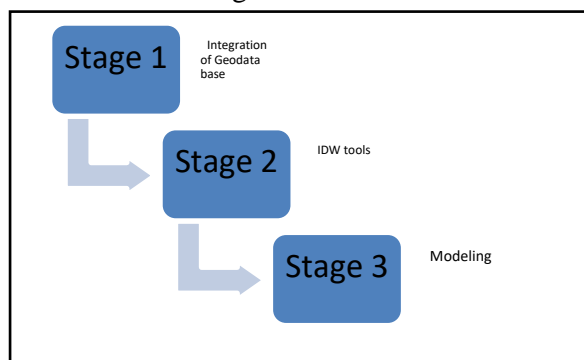 Stage 1
Integration
of Geodata
base
Stage 2
IDW tools
Stage 3
Modeling